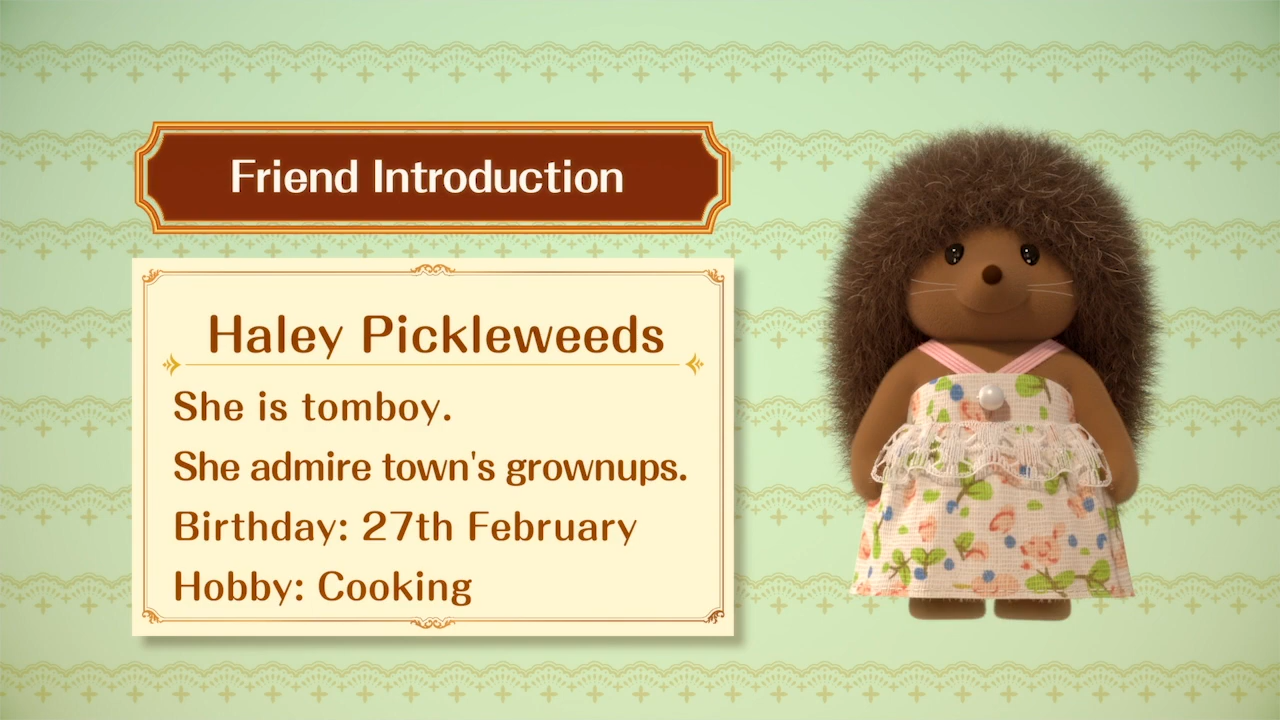 Friend Introduction
Haley Pickleweeds
She is tomboy.
She admire town's grownups.
Birthday: 27th February
Hobby: Cooking